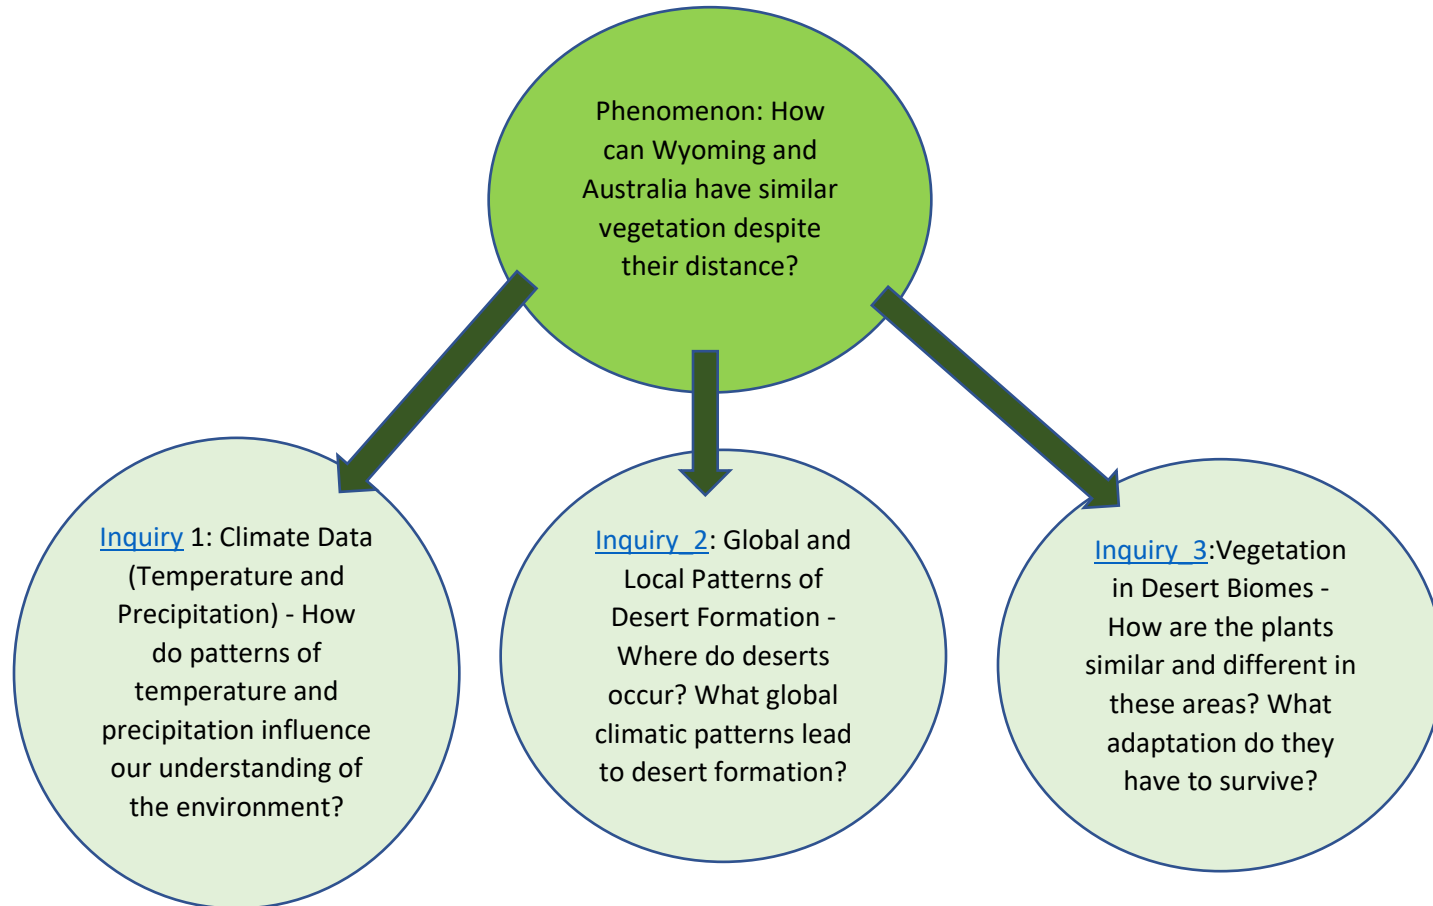 Phenomenon: How
can Wyoming and
Australia have similar
vegetation despite
their distance?
Inquiry 1: Climate Data
(Temperature and
Precipitation) - How
do patterns of
temperature and
precipitation influence
our understanding of
the environment?
Inquiry_2: Global and
Local Patterns of
Desert Formation -
Where do deserts
occur? What global
climatic patterns lead
to desert formation?
Inquiry_3:Vegetation
in Desert Biomes -
How are the plants
similar and different in
these areas? What
adaptation do they
have to survive?